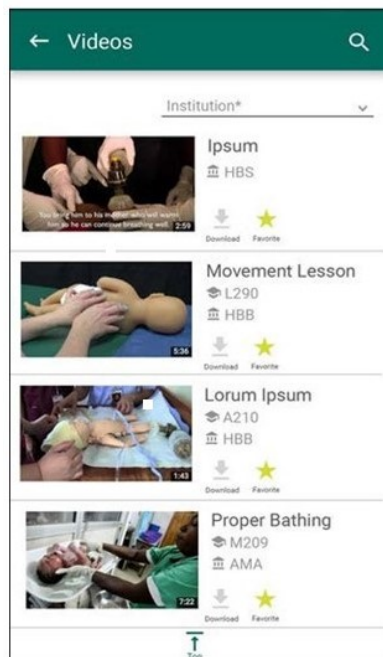 Videos
Institution*
Ipsum
HBS
You bring him to his mother who will warm
him so he can continue breathing well.
2:59
Download Favorite
Movement Lesson
L290
HBB
5:36
Download Favorite
Lorum Ipsum
A210
HBB
1:43
Download Favorite
Proper Bathing
M209
AMA
7:22
Download Favorite
Top